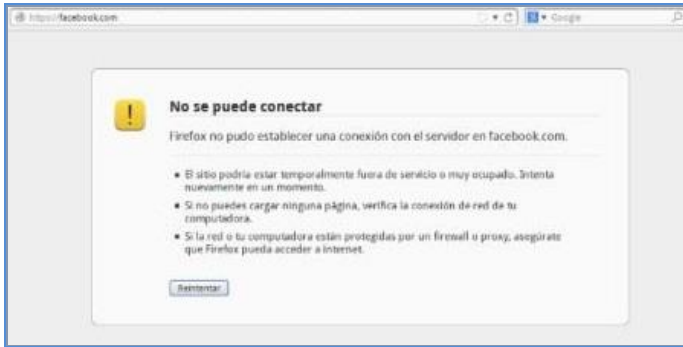 https://facebook.com
Google
No se puede conectar
Firefox no pudo establecer una conexión con el servidor en facebook.com.
El sitio podría estar temporalmente fuera de servicio o muy ocupado. Intenta
nuevamente en un momento.
Si no puedes cargar ninguna página, verifica la conexión de red de tu
computadora.
Si la red o tu computadora están protegidas por un firewall o proxy, asegúrate
que Firefox pueda acceder a Internet.
Reintentar